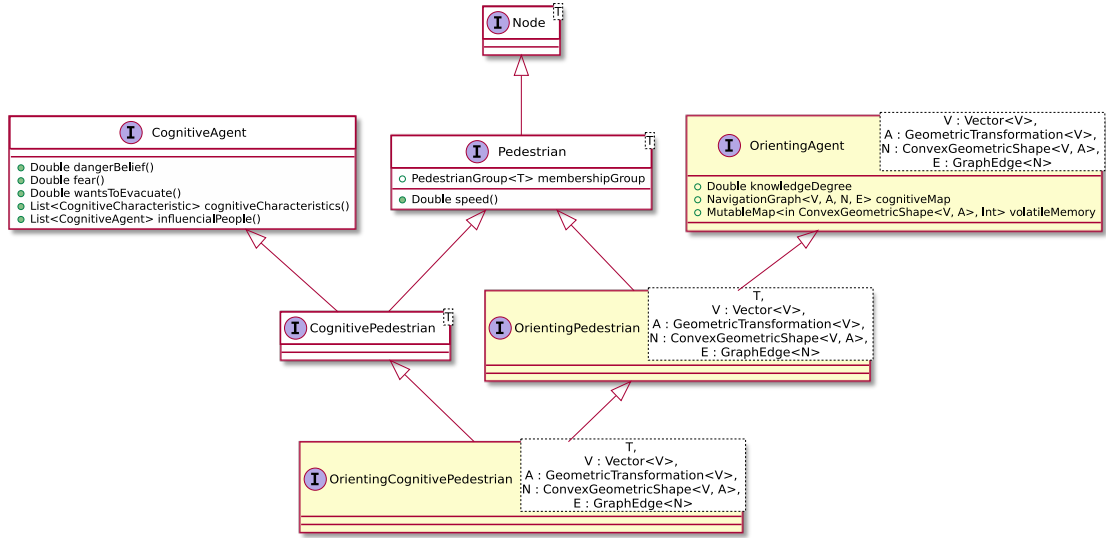 I Node
T
I CognitiveAgent
Double dangerBelief()
Double fear()
Double wantsToEvacuate()
List<CognitiveCharacteristic> cognitiveCharacteristics()
List<CognitiveAgent> influencialPeople()
I Pedestrian
T
PedestrianGroup<T> membershipGroup
Double speed()
I OrientingAgent
V : Vector<V>,
A : GeometricTransformation<V>,
N : ConvexGeometricShape<V, A>,
E : GraphEdge<N>
Double knowledgeDegree
NavigationGraph<V, A, N, E> cognitiveMap
MutableMap<in ConvexGeometricShape<V, A>, Int> volatileMemory
I CognitivePedestrian
T
I OrientingPedestrian
T,
V : Vector<V>,
A : GeometricTransformation<V>,
N : ConvexGeometricShape<V, A>,
E : GraphEdge<N>
I OrientingCognitivePedestrian
T,
V : Vector<V>,
A : GeometricTransformation<V>,
N : ConvexGeometricShape<V, A>,
E : GraphEdge<N>